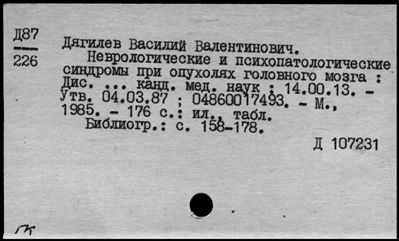 Д87
226
Дягилев Василий Валентинович.
Неврологические и психопатологические
синдромы при опухолях головного мозга :
Дис. ... канд. мед. наук : 14.00.13. -
Утв. 04.03.87 ; 04860017493. - М.,
1985. - 176 с.: ил., табл.
Библиогр.: с. 158-178.
Д 107231